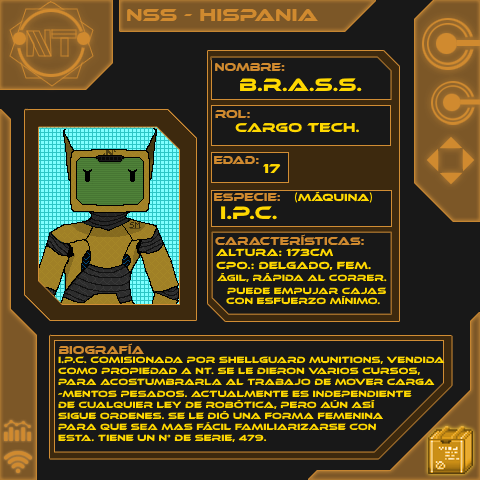 NT
NSS - HISPANIA
NOMBRE:
B.R.A.S.S.
ROL:
CARGO TECH.
EDAD: 17
ESPECIE: (MÁQUINA)
I.P.C.
CARACTERÍSTICAS:
ALTURA: 173CM
CPO.: DELGADO, FEM.
ÁGIL, RÁPIDA AL CORRER.
PUEDE EMPUJAR CAJAS
CON ESFUERZO MÍNIMO.
BIOGRAFÍA
I.P.C. COMISIONADA POR SHELLGUARD MUNITIONS, VENDIDA
COMO PROPIEDAD A NT. SE LE DIERON VARIOS CURSOS,
PARA ACOSTUMBRARLA AL TRABAJO DE MOVER CARGA
-MENTOS PESADOS. ACTUALMENTE ES INDEPENDIENTE
DE CUALQUIER LEY DE ROBÓTICA, PERO AÚN ASÍ
SIGUE ORDENES. SE LE DIÓ UNA FORMA FEMENINA
PARA QUE SEA MAS FÁCIL FAMILIARIZARSE CON
ESTA. TIENE UN N° DE SERIE, 479.